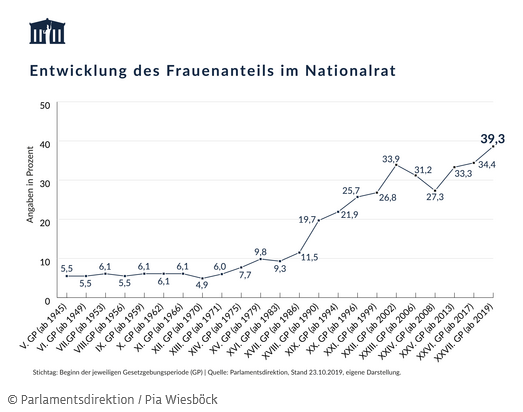 Entwicklung des Frauenanteils im Nationalrat
Angaben in Prozent
50
40
30
20
10
0
5,5
5,5
6,1
5,5
6,1
6,1
6,1
4,9
6,0
7,7
9,8
9,3
11,5
19,7
21,9
25,7
26,8
33,9
31,2
27,3
33,3
34,4
39,3
V. GP (ab 1945)
VI. GP (ab 1949)
VII.GP (ab 1953)
VIII.GP (ab 1956)
IX. GP (ab 1959)
X. GP (ab 1962)
XI. GP (ab 1966)
XII. GP (ab 1970)
XIII. GP (ab 1971)
XIV. GP (ab 1975)
XV. GP (ab 1979)
XVI. GP (ab 1983)
XVII. GP (ab 1986)
XVIII. GP (ab 1990)
XIX. GP (ab 1994)
XX. GP (ab 1996)
XXI. GP (ab 1999)
XXII. GP (ab 2002)
XXIII. GP (ab 2006)
XXIV. GP (ab 2008)
XXV. GP (ab 2013)
XXVI. GP (ab 2017)
XXVII. GP (ab 2019)
Stichtag: Beginn der jeweiligen Gesetzgebungsperiode (GP) | Quelle: Parlamentsdirektion, Stand 23.10.2019, eigene Darstellung.
© Parlamentsdirektion / Pia Wiesböck